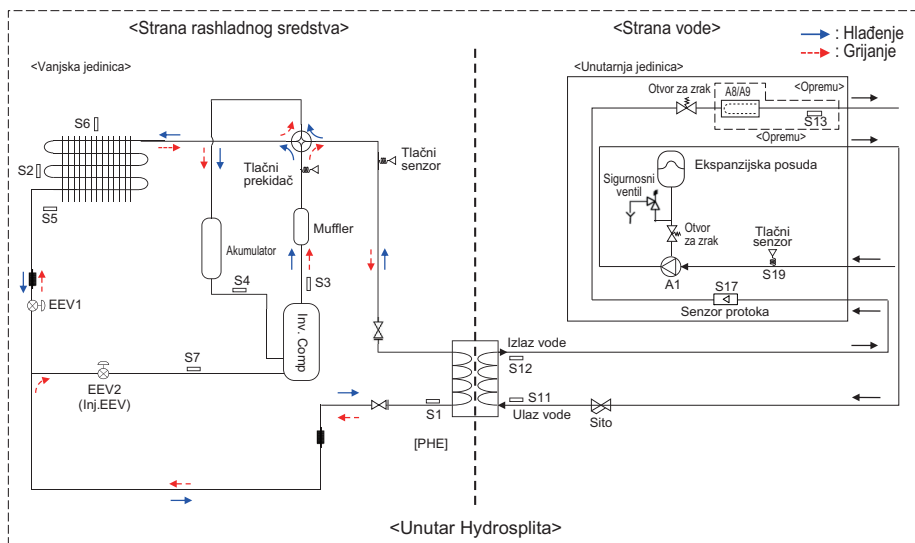 <Strana rashladnog sredstva>
<Strana vode>
: Hlađenje
: Grijanje
<Vanjska jedinica>
<Unutarnja jedinica>
S6
S2
S5
Tlačni
prekidač
Tlačni
senzor
Muffler
Akumulator
S4
S3
Inv. Comp
EEV1
EEV2
(Inj.EEV)
S7
S1
[PHE]
Otvor za zrak
A8/A9
<Opremu>
S13
<Opremu>
Ekspanzijska posuda
Sigurnosni
ventil
Otvor
za zrak
Tlačni
senzor
S19
A1
S17
Senzor protoka
Izlaz vode
S12
S11
Ulaz vode
Sito
<Unutar Hydrosplita>